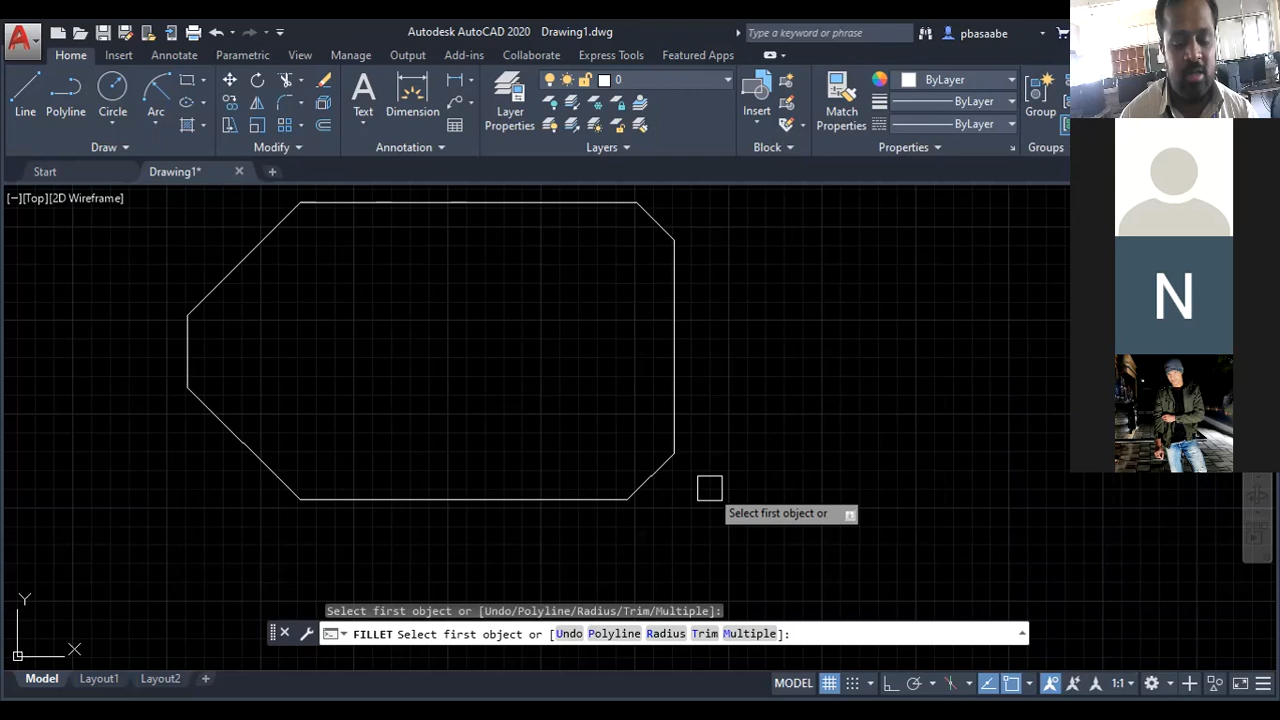 Autodesk AutoCAD 2020 Drawing1.dwg
Type a keyword or phrase
pbasaabe
Home Insert Annotate Parametric View Manage Output Collaborate Add-ins Express Tools Featured Apps
Line Polyline Circle Arc
Text Dimension
Layer Properties
0
Insert
Match Properties
ByLayer
ByLayer
ByLayer
Group
Draw Modify Annotation Layers Block Properties Groups
Start Drawing1*
[−][Top][2D Wireframe]
N
Select first object or
Y
X
Select first object or [Undo/Polyline/Radius/Trim/Multiple]:
FILLET Select first object or [Undo Polyline Radius Trim Multiple]:
Model Layout1 Layout2
MODEL 1:1